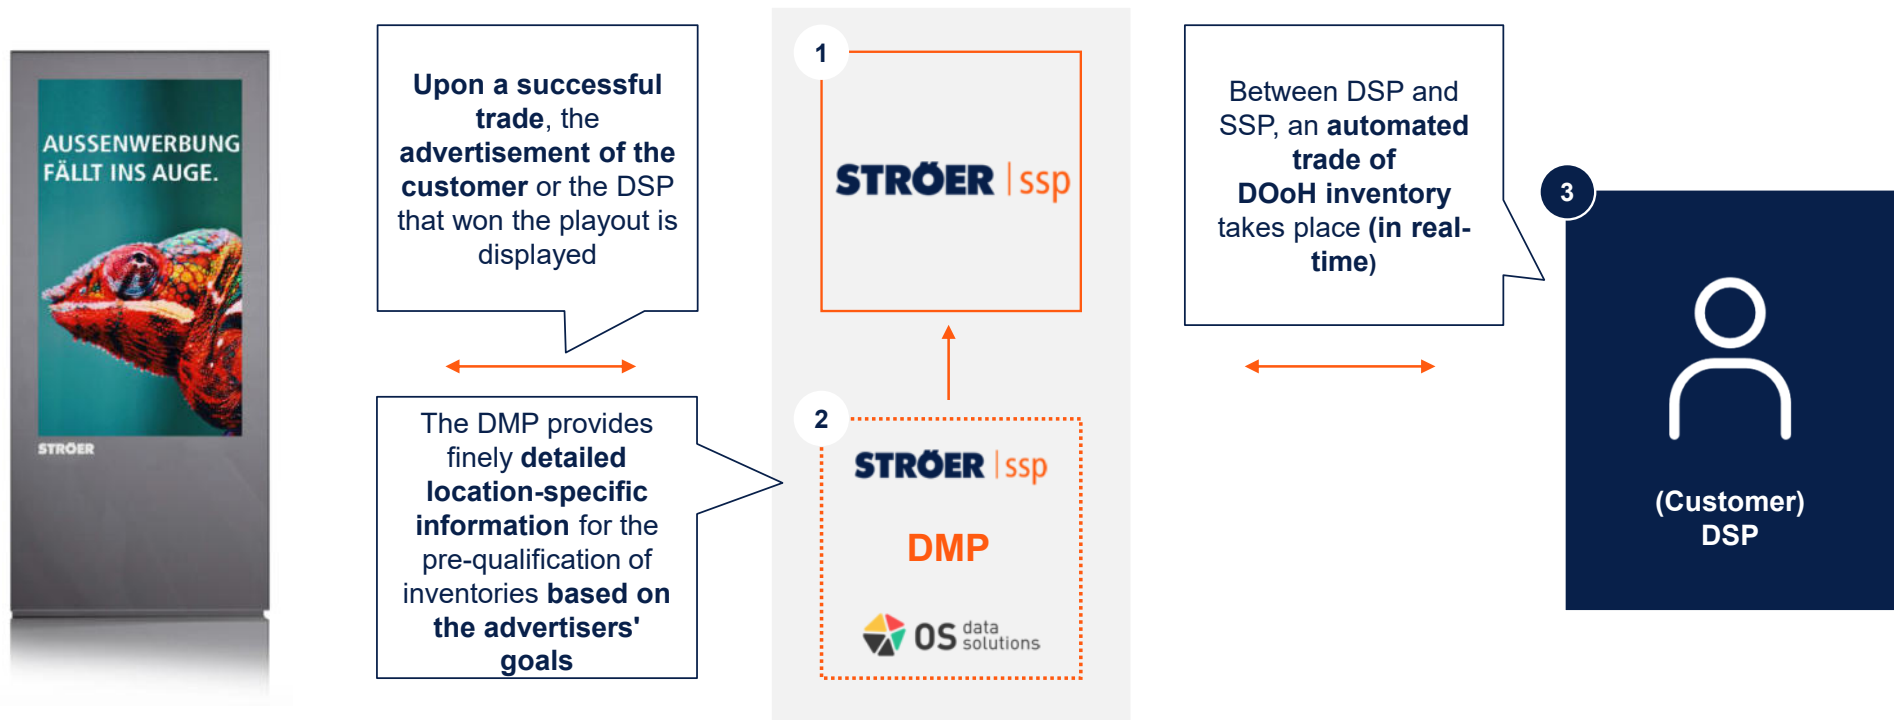 AUSSENWERBUNG
FÄLLT INS AUGE.
STRÖER
Upon a successful
trade, the
advertisement of the
customer or the DSP
that won the playout is
displayed
The DMP provides
finely detailed
location-specific
information for the
pre-qualification of
inventories based on
the advertisers'
goals
1
STRÖER | ssp
2
STRÖER | ssp
DMP
OS data
solutions
Between DSP and
SSP, an automated
trade of
DOoH inventory
takes place (in real-
time)
3
(Customer)
DSP